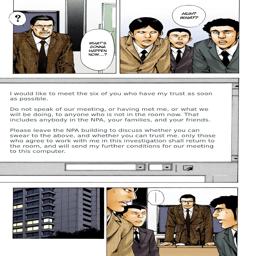 ?
WHAT'S
GONNA
HAPPEN
NOW...?
HUH?
WHAT?
I would like to meet the six of you who have my trust as soon
as possible.
Do not speak of our meeting, or having met me, or what we
will be doing, to anyone who is not in the room now. That
includes anybody in the NPA, your families, and your friends.
Please leave the NPA building to discuss whether you can
swear to the above, and whether you can trust me. only those
who agree to work with me in this investigation shall return to
the room, and will send my further conditions for our meeting
to this computer.